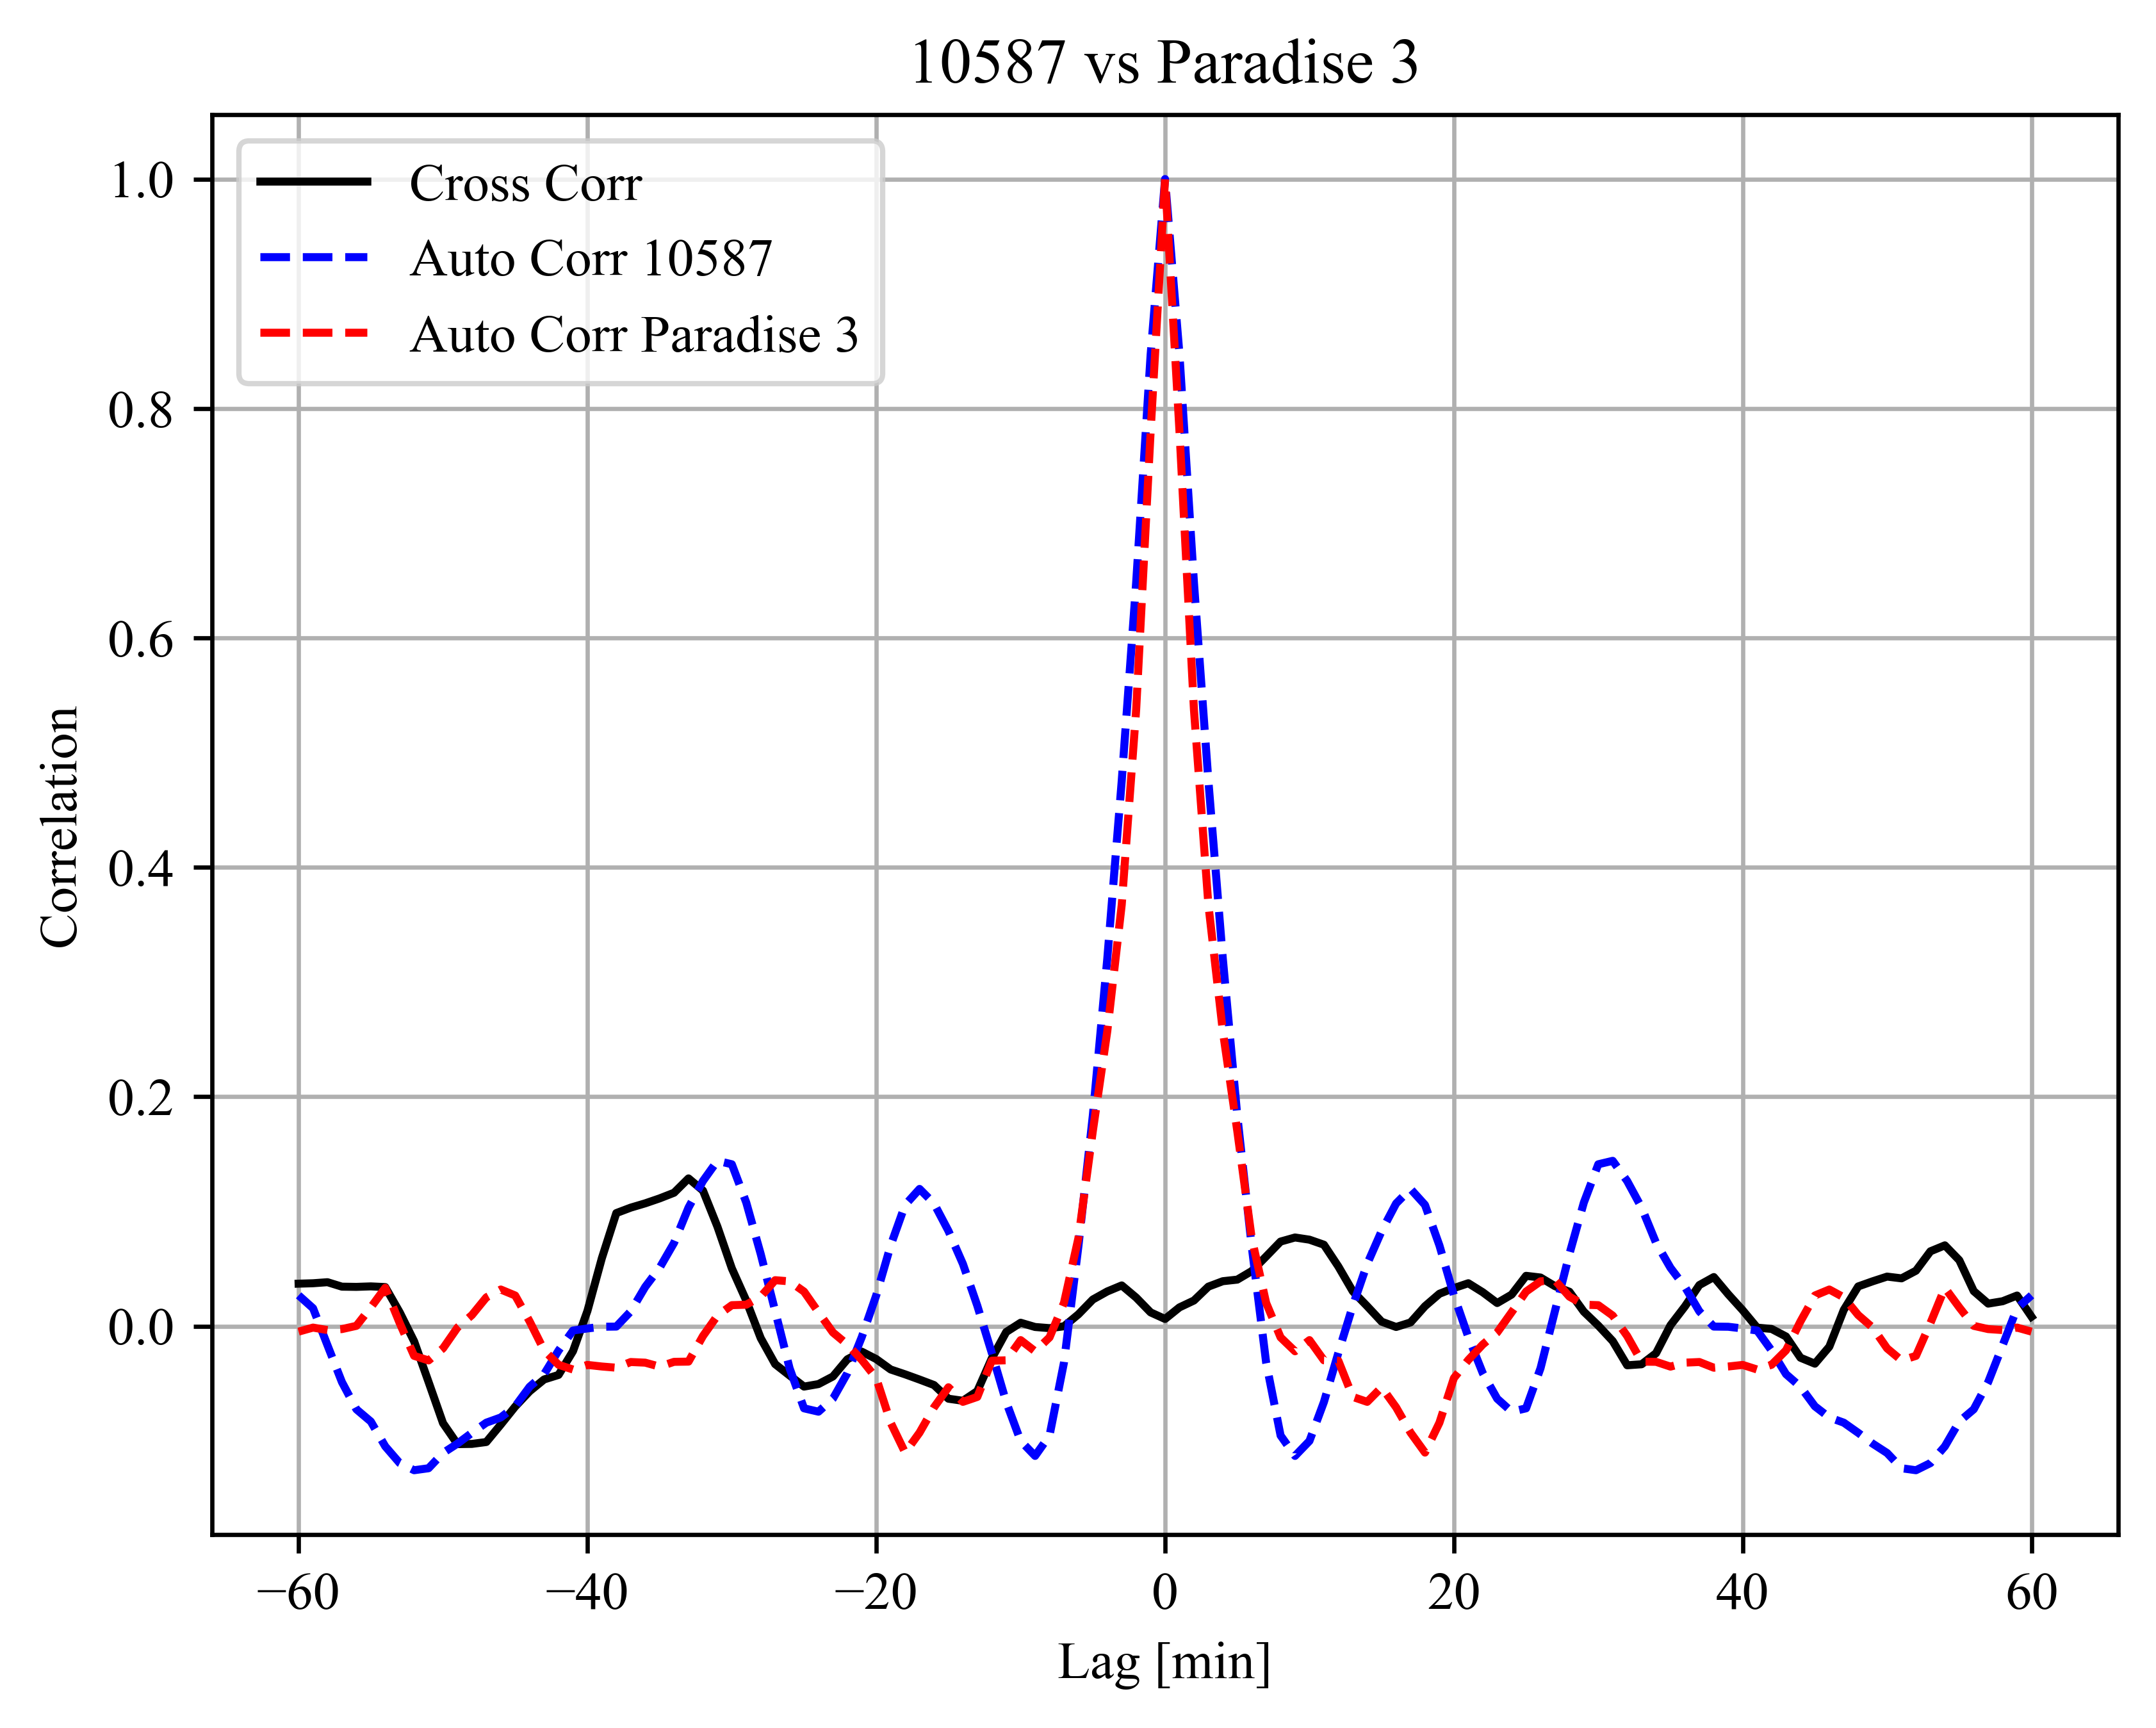 10587 vs Paradise 3
Cross Corr
Auto Corr 10587
Auto Corr Paradise 3
1.0
0.8
0.6
0.4
0.2
0.0
Correlation
−60 −40 −20 0 20 40 60
Lag [min]